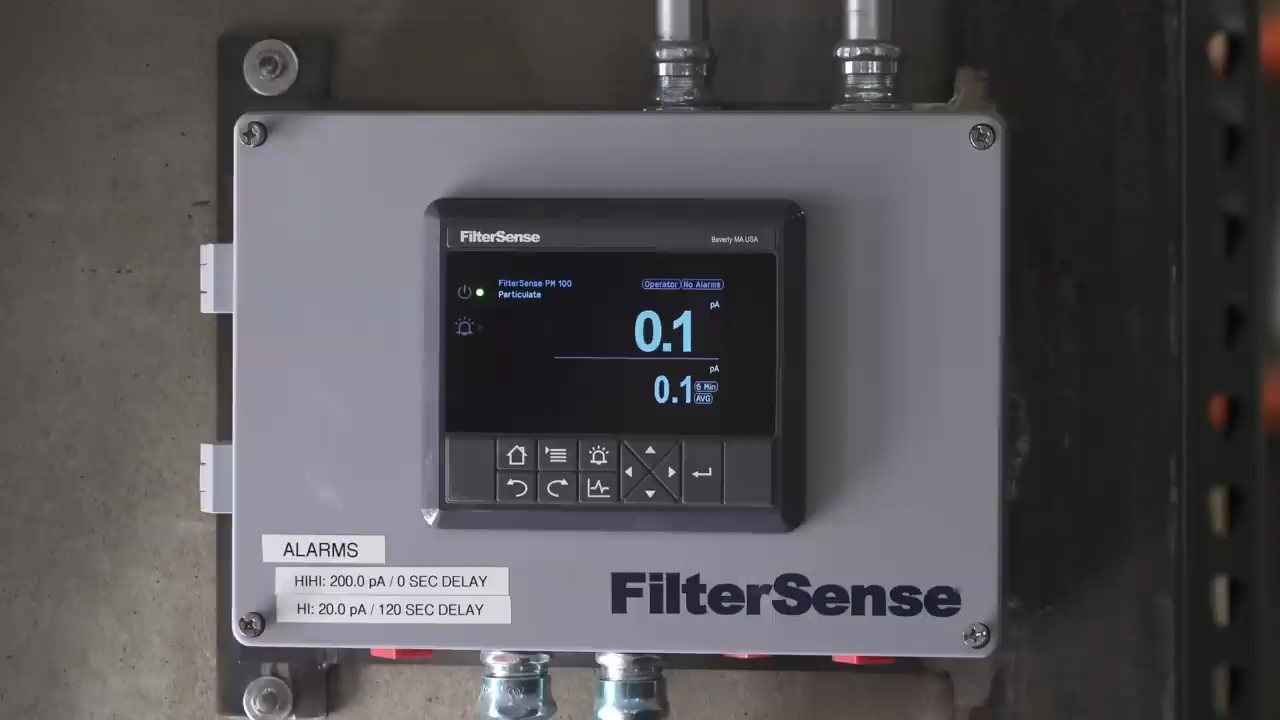 FilterSense
Beverly MA USA
FilterSense PM 100
Particulate
Operator No Alarms
pA
0.1
pA
0.1
6 Min
AVG
ALARMS
HIHI: 200.0 pA / 0 SEC DELAY
HI: 20.0 pA / 120 SEC DELAY
FilterSense